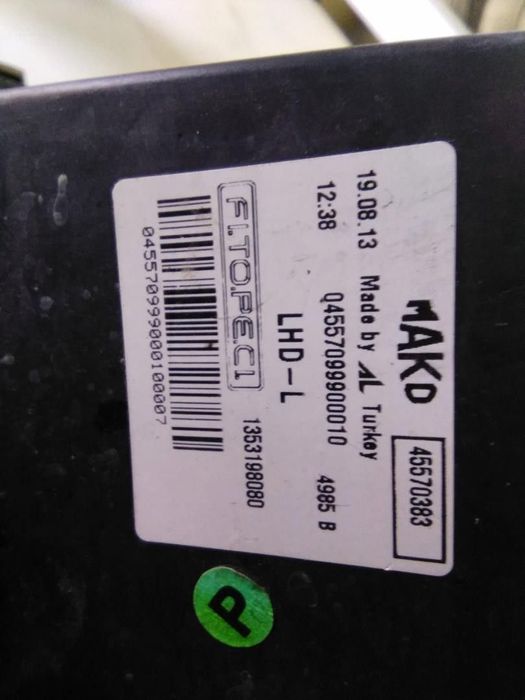 MAKO 45570383
19.08.13 Made by AL Turkey
12:38 04557099900010 4985 B
LHD-L
FI.TO.PE.C1 1353198080
045570999000100007
P